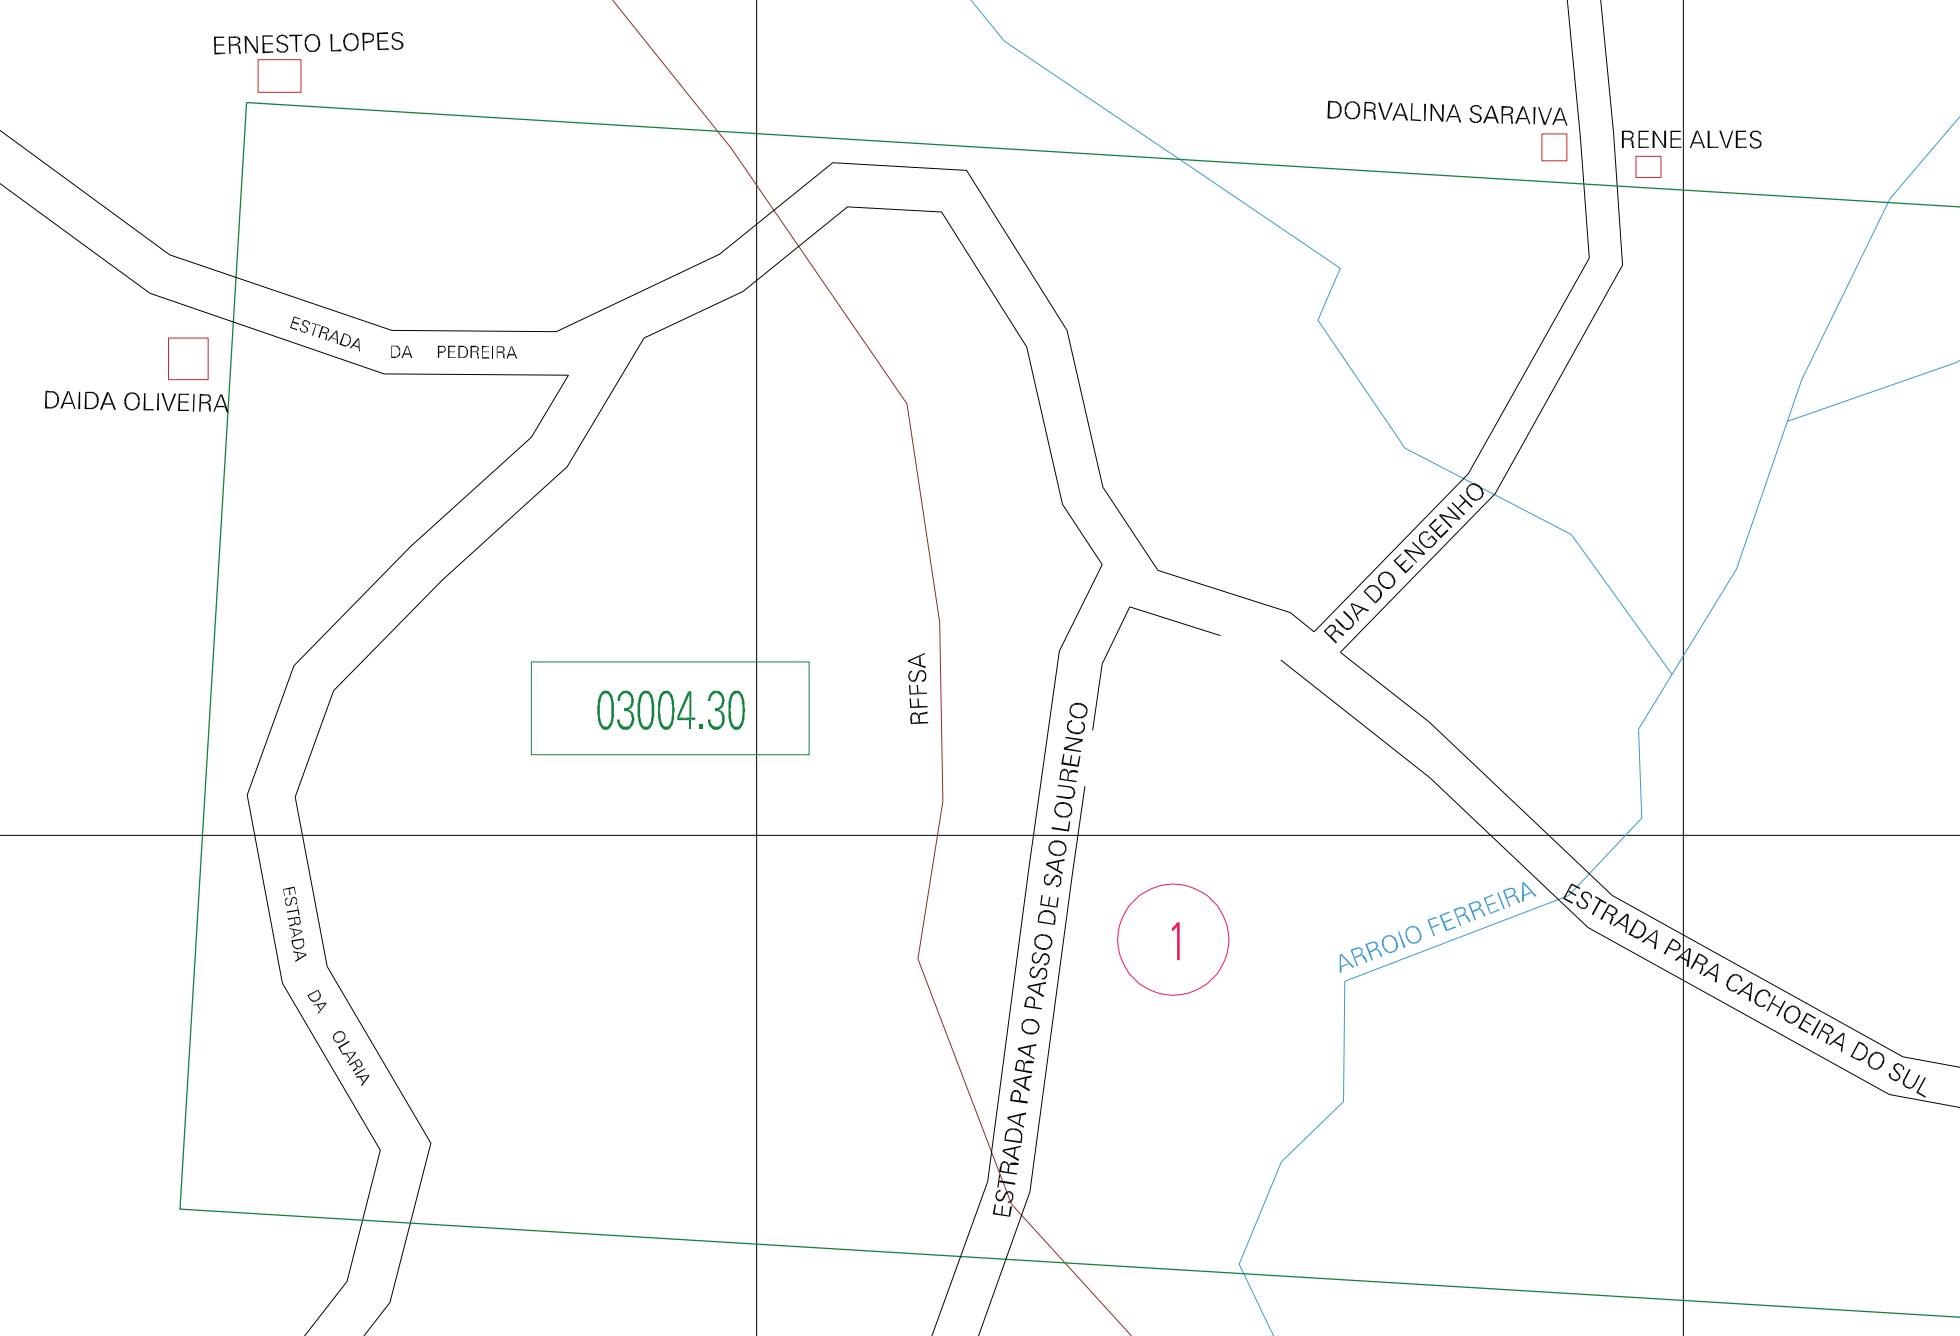 ERNESTO LOPES
DORVALINA SARAIVA
RENE ALVES
ESTRADA DA PEDREIRA
DAIDA OLIVEIRA
RUA DO ENGENHO
03004.30
RFFSA
ESTRADA PARA O PASSO DE SAO LOURENCO
1
ARROIO FERREIRA
ESTRADA PARA CACHOEIRA DO SUL
ESTRADA DA OLARIA